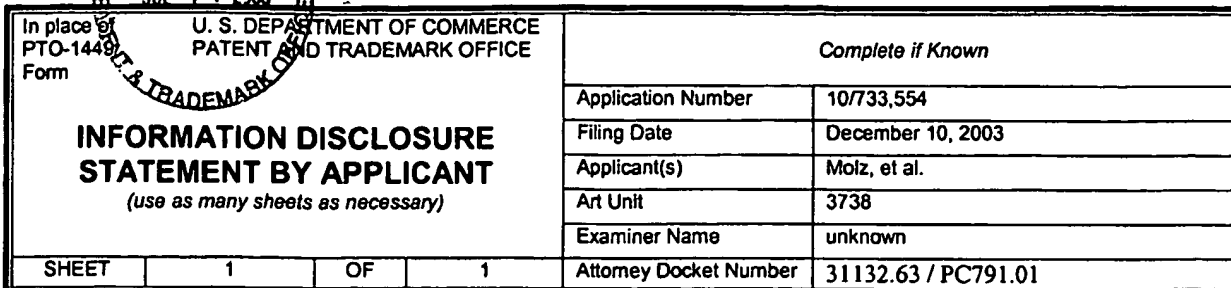 In place of U. S. DEPARTMENT OF COMMERCE
PTO-1449 PATENT AND TRADEMARK OFFICE
Form
& TRADEMARK
INFORMATION DISCLOSURE
STATEMENT BY APPLICANT
(use as many sheets as necessary)
SHEET 1 OF 1
Complete if Known
Application Number 10/733,554
Filing Date December 10, 2003
Applicant(s) Molz, et al.
Art Unit 3738
Examiner Name unknown
Attorney Docket Number 31132.63 / PC791.01